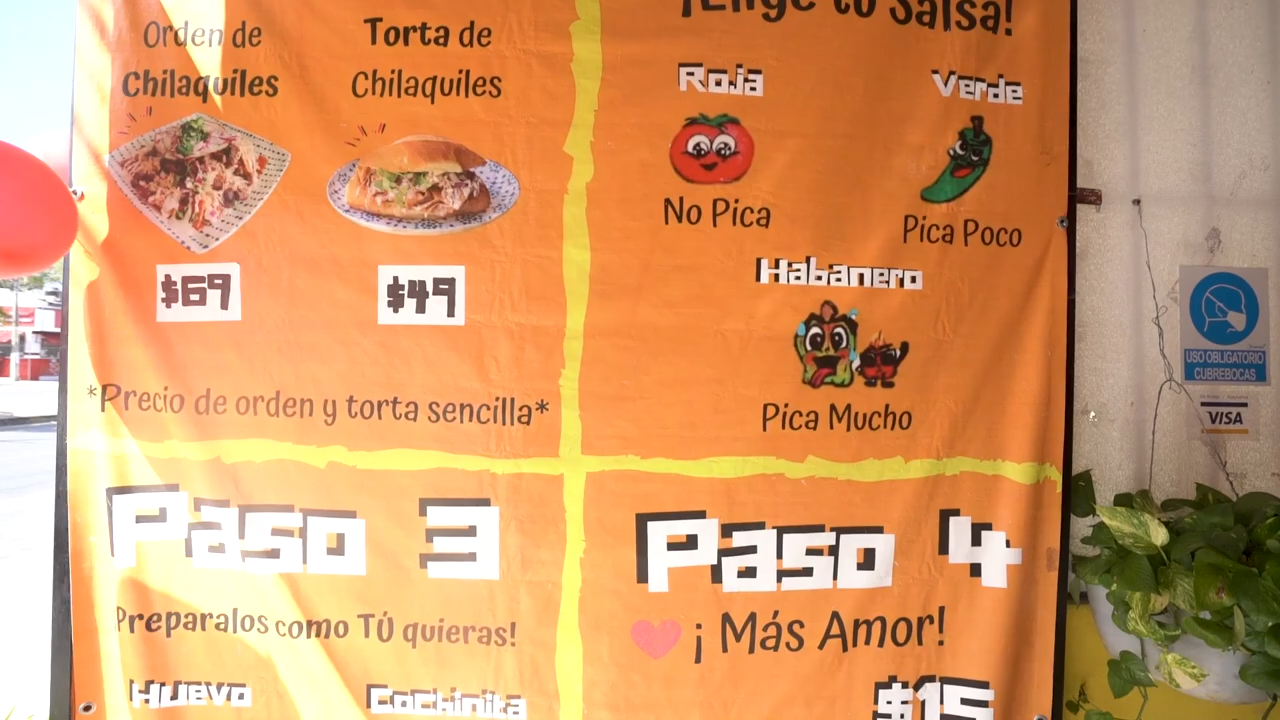 Orden de
Chilaquiles
$69
Torta de
Chilaquiles
$49
*Precio de orden y torta sencilla*
¡Elige tu Salsa!
Roja
No Pica
Verde
Pica Poco
Habanero
Pica Mucho
Paso 3
Preparalos como TÚ quieras!
Huevo
Cochinita
Paso 4
¡ Más Amor!
$15
USO OBLIGATORIO
CUBREBOCAS
VISA